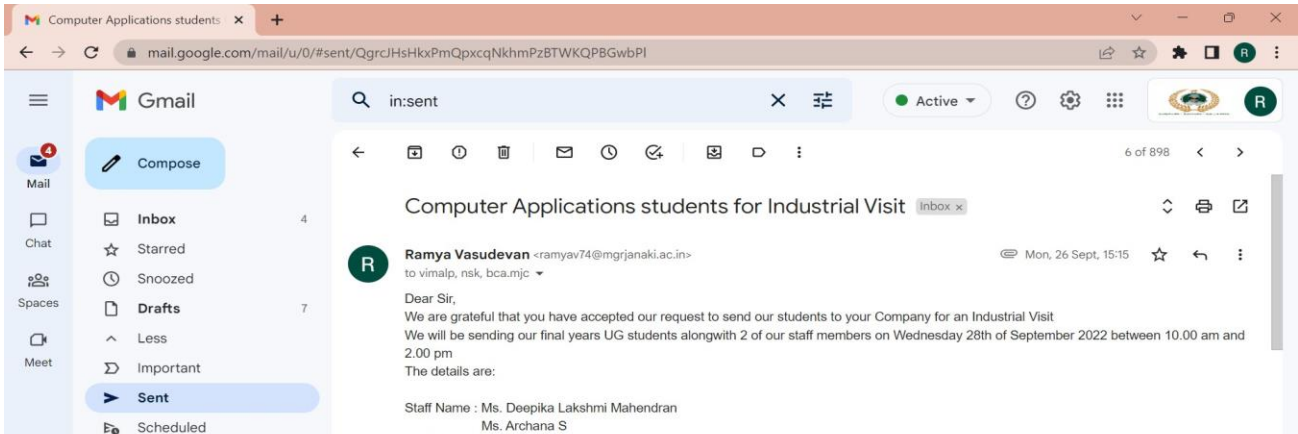 Computer Applications students
mail.google.com/mail/u/0/#sent/QgrcJHsHkxPmQpxcqNkhmPzBTWKQPBGwbPl
R
Gmail
in:sent
Active
R
4
Mail
Compose
6 of 898
Chat
Spaces
Meet
Inbox 4
Starred
Snoozed
Drafts 7
Less
Important
Sent
Scheduled
Computer Applications students for Industrial Visit Inbox x
R
Ramya Vasudevan <ramyav74@mgrjanaki.ac.in>
Mon, 26 Sept, 15:15
to vimalp, nsk, bca.mjc
Dear Sir,
We are grateful that you have accepted our request to send our students to your Company for an Industrial Visit
We will be sending our final years UG students alongwith 2 of our staff members on Wednesday 28th of September 2022 between 10.00 am and
2.00 pm
The details are:
Staff Name : Ms. Deepika Lakshmi Mahendran
Ms. Archana S